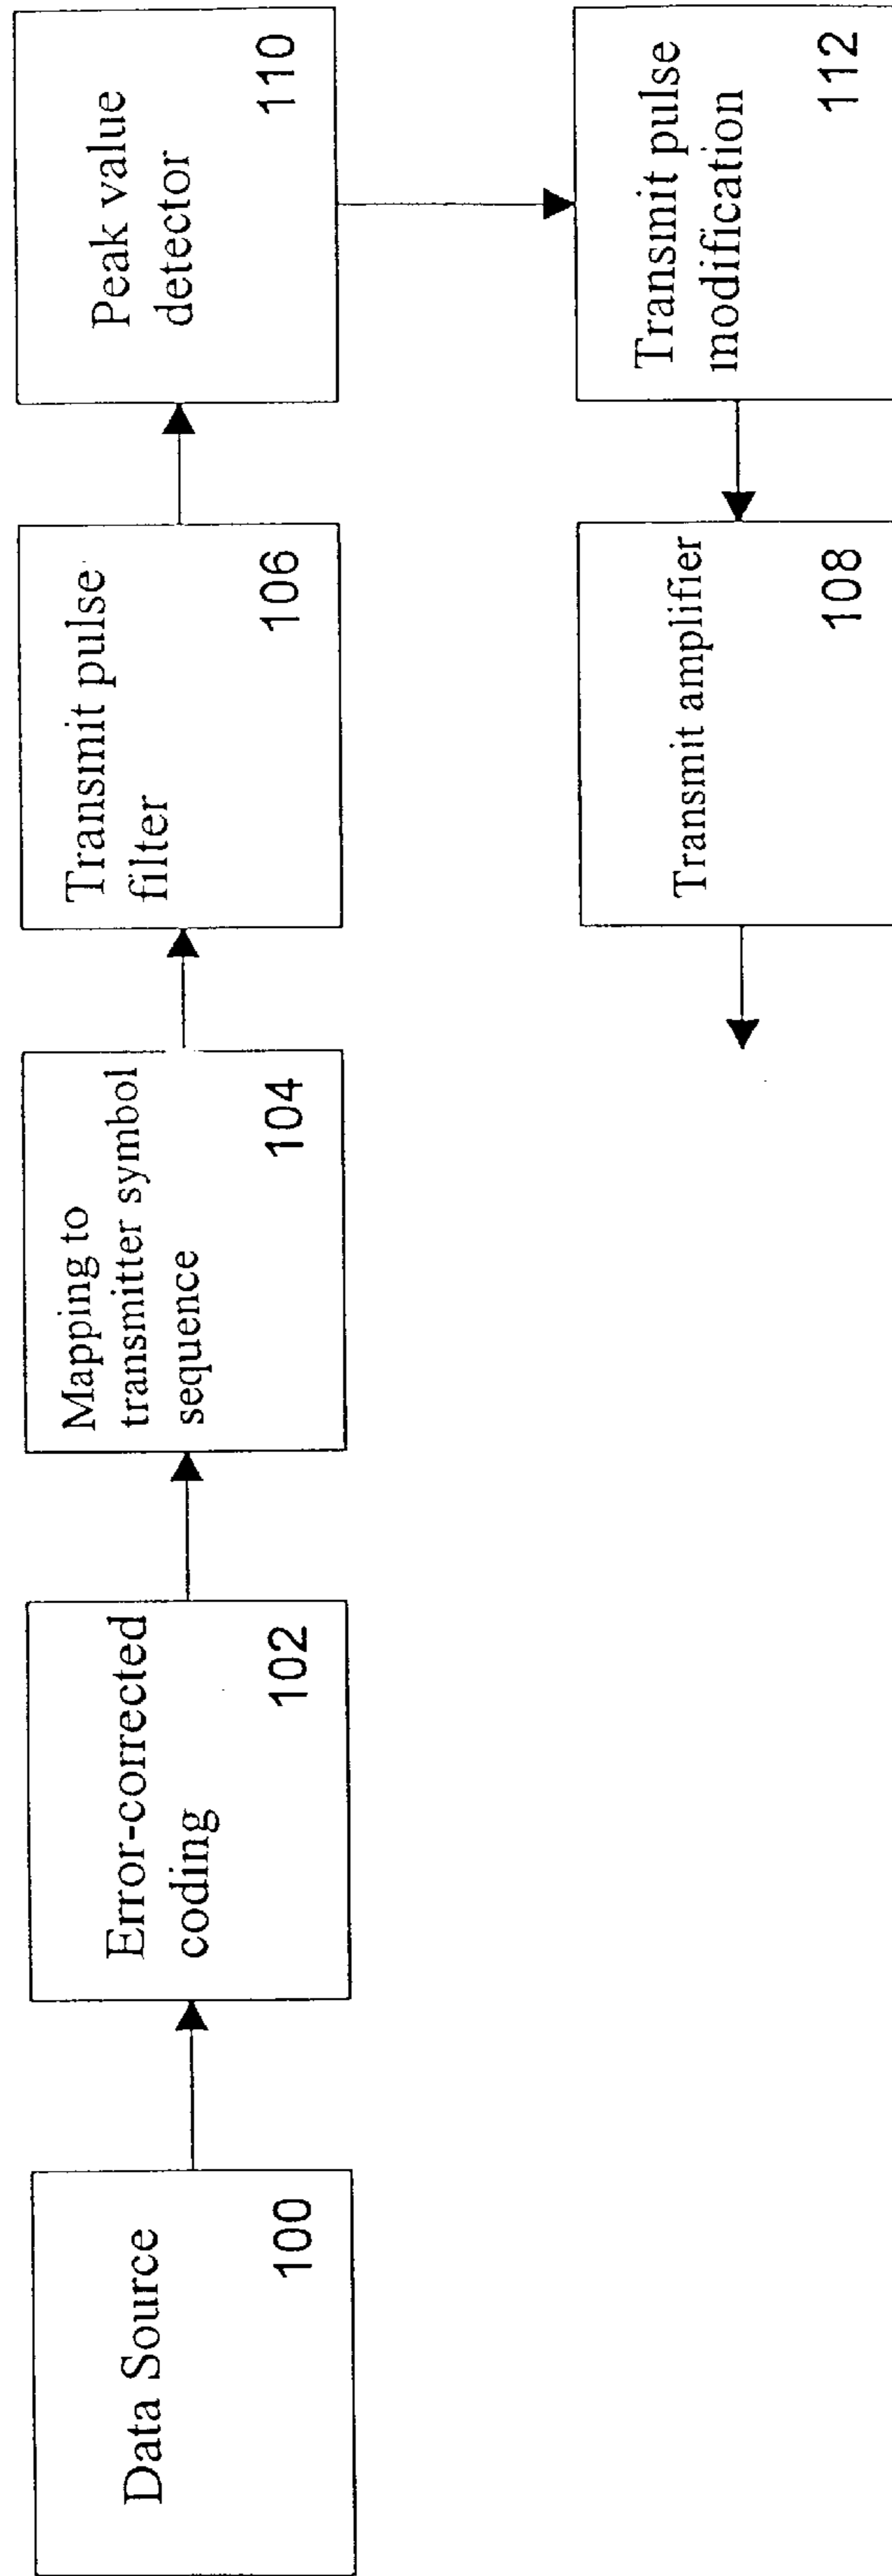 Data Source
100
Error-corrected
coding
102
Mapping to
transmitter symbol
sequence
104
Transmit pulse
filter
106
Peak value
detector
110
Transmit pulse
modification
112
Transmit amplifier
108